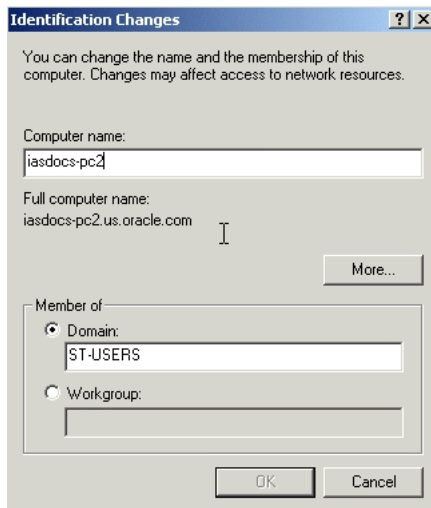 Identification Changes
You can change the name and the membership of this
computer. Changes may affect access to network resources.
Computer name:
iasdocs-pc2
Full computer name:
iasdocs-pc2.us.oracle.com
More...
Member of
Domain:
ST-USERS
Workgroup:
OK Cancel